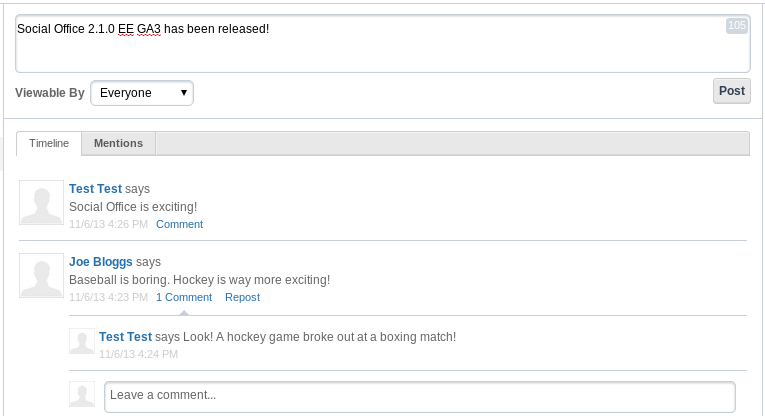 Social Office 2.1.0 EE GA3 has been released!
105
Viewable By Everyone
Post
Timeline Mentions
Test Test says
Social Office is exciting!
11/6/13 4:26 PM Comment
Joe Bloggs says
Baseball is boring. Hockey is way more exciting!
11/6/13 4:23 PM 1 Comment Repost
Test Test says Look! A hockey game broke out at a boxing match!
11/6/13 4:24 PM
Leave a comment...